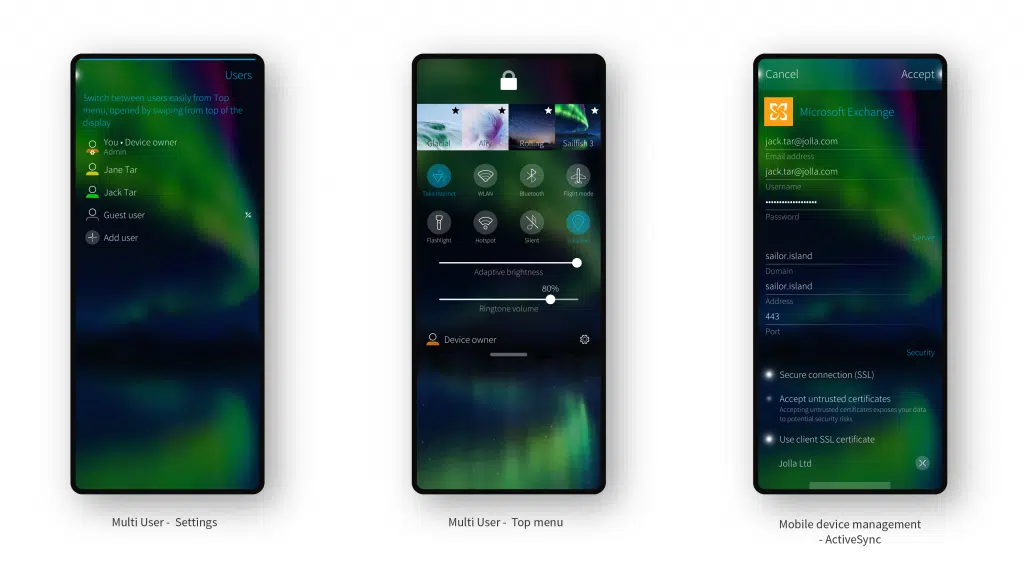 Users
Switch between users easily from Top
menu, opened by swiping from top of the
display
You • Device owner
Admin
Jane Tar
Jack Tar
Guest user
Add user
Multi User - Settings
Glacial
Airy
Rolling
Sailfish 3
WLAN
Bluetooth
Flight mode
Flashlight
Hotspot
Silent
Adaptive brightness
80%
Ringtone volume
Device owner
Multi User - Top menu
Cancel
Accept
Microsoft Exchange
jack.tar@jolla.com
Email address
jack.tar@jolla.com
Username
Password
Server
sailor.island
Domain
sailor.island
Address
443
Port
Security
Secure connection (SSL)
Accept untrusted certificates
Accepting untrusted certificates exposes your data
to potential security risks
Use client SSL certificate
Jolla Ltd
Mobile device management
- ActiveSync